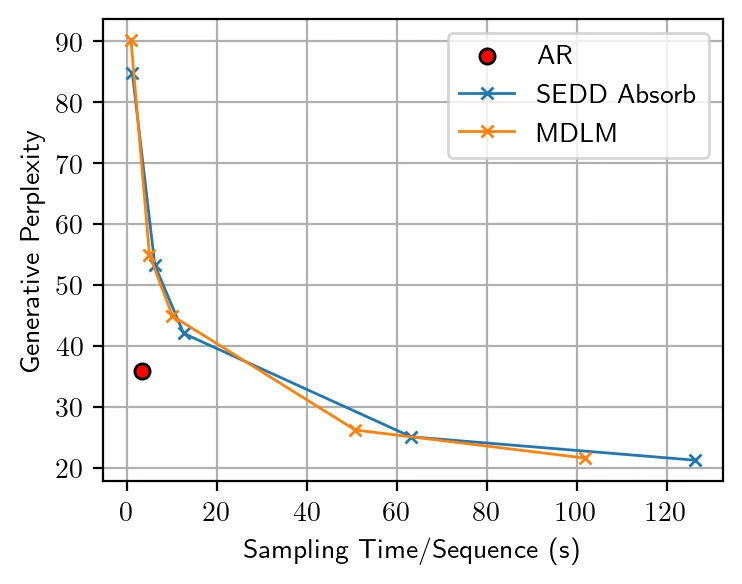 AR
SEDD Absorb
MDLM
Generative Perplexity
90
80
70
60
50
40
30
20
0 20 40 60 80 100 120
Sampling Time/Sequence (s)